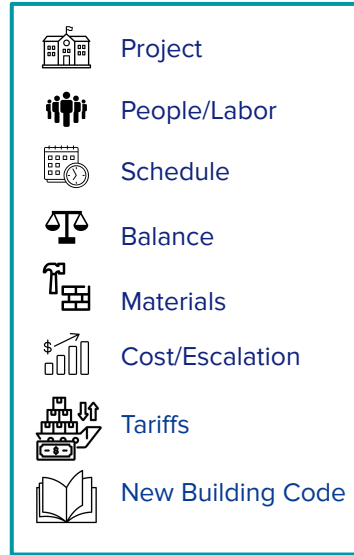 Project
People/Labor
Schedule
Balance
Materials
$
Cost/Escalation
$
Tariffs
New Building Code